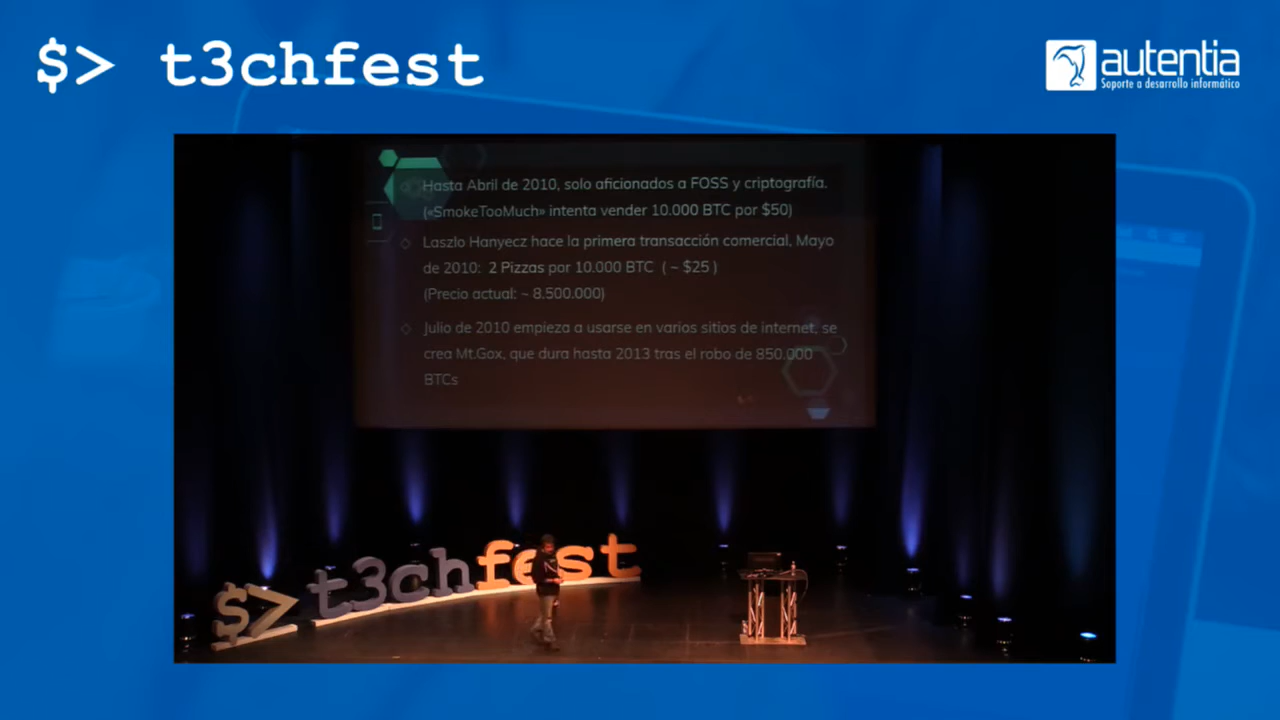 $> t3chfest
autentia
Soporte a desarrollo informático
Hasta Abril de 2010, solo aficionados a FOSS y criptografía.
(«SmokeTooMuch» intenta vender 10.000 BTC por $50)
Laszlo Hanyecz hace la primera transacción comercial, Mayo
de 2010: 2 Pizzas por 10.000 BTC ( ~ $25 )
(Precio actual: ~ 8.500.000)
Julio de 2010 empieza a usarse en varios sitios de internet, se
crea Mt.Gox, que dura hasta 2013 tras el robo de 850.000
BTCs
$> t3chfest